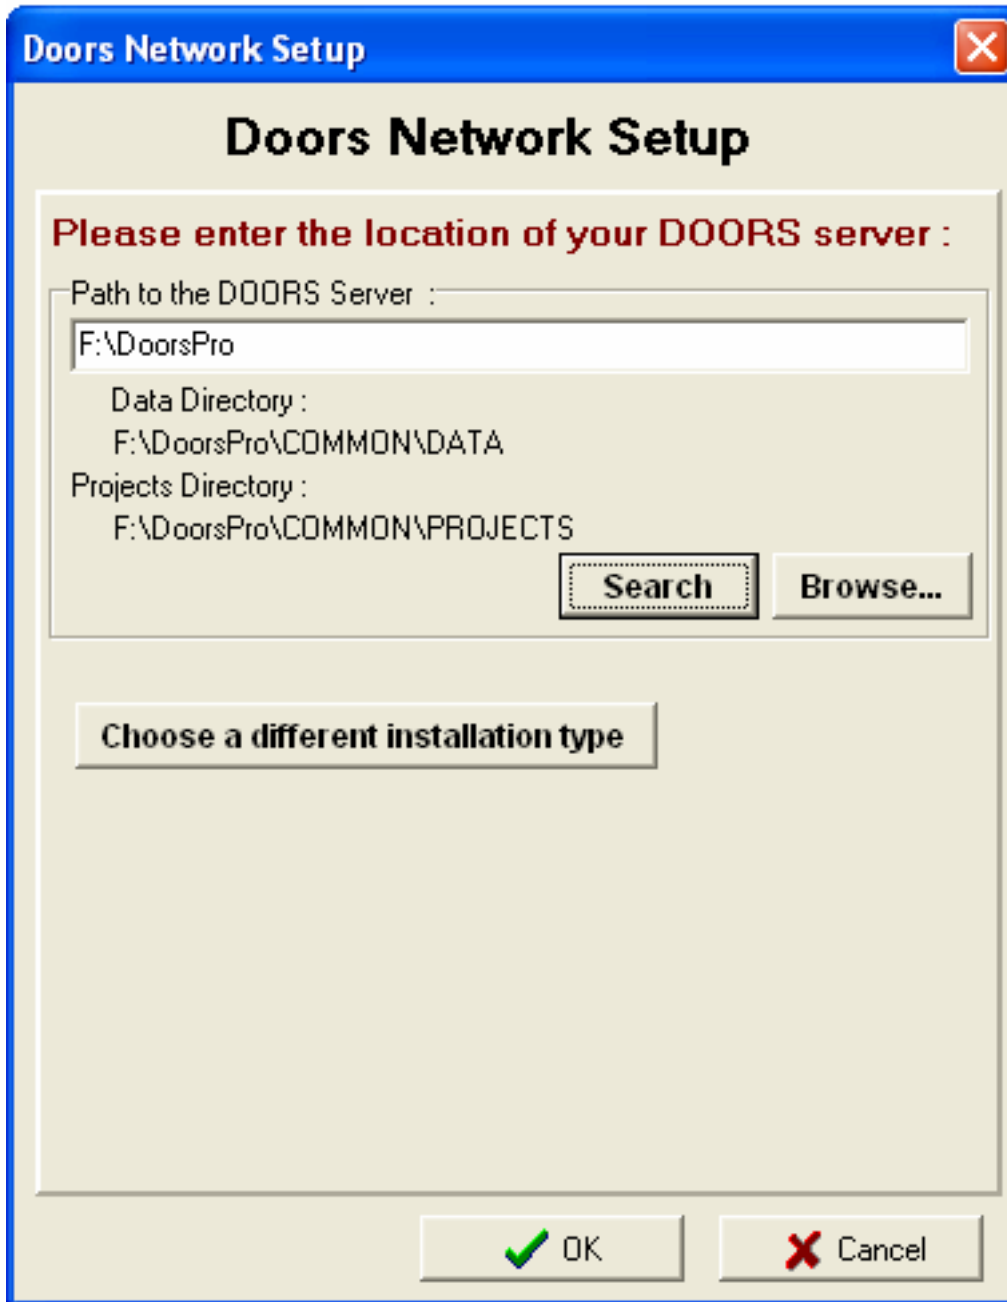 Doors Network Setup
Doors Network Setup
Please enter the location of your DOORS server :
Path to the DOORS Server :
F:\DoorsPro
Data Directory :
F:\DoorsPro\COMMON\DATA
Projects Directory :
F:\DoorsPro\COMMON\PROJECTS
Search Browse...
Choose a different installation type
OK Cancel